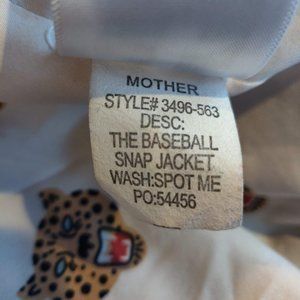 MOTHER
STYLE# 3496-563
DESC:
THE BASEBALL
SNAP JACKET
WASH:SPOT ME
PO:54456